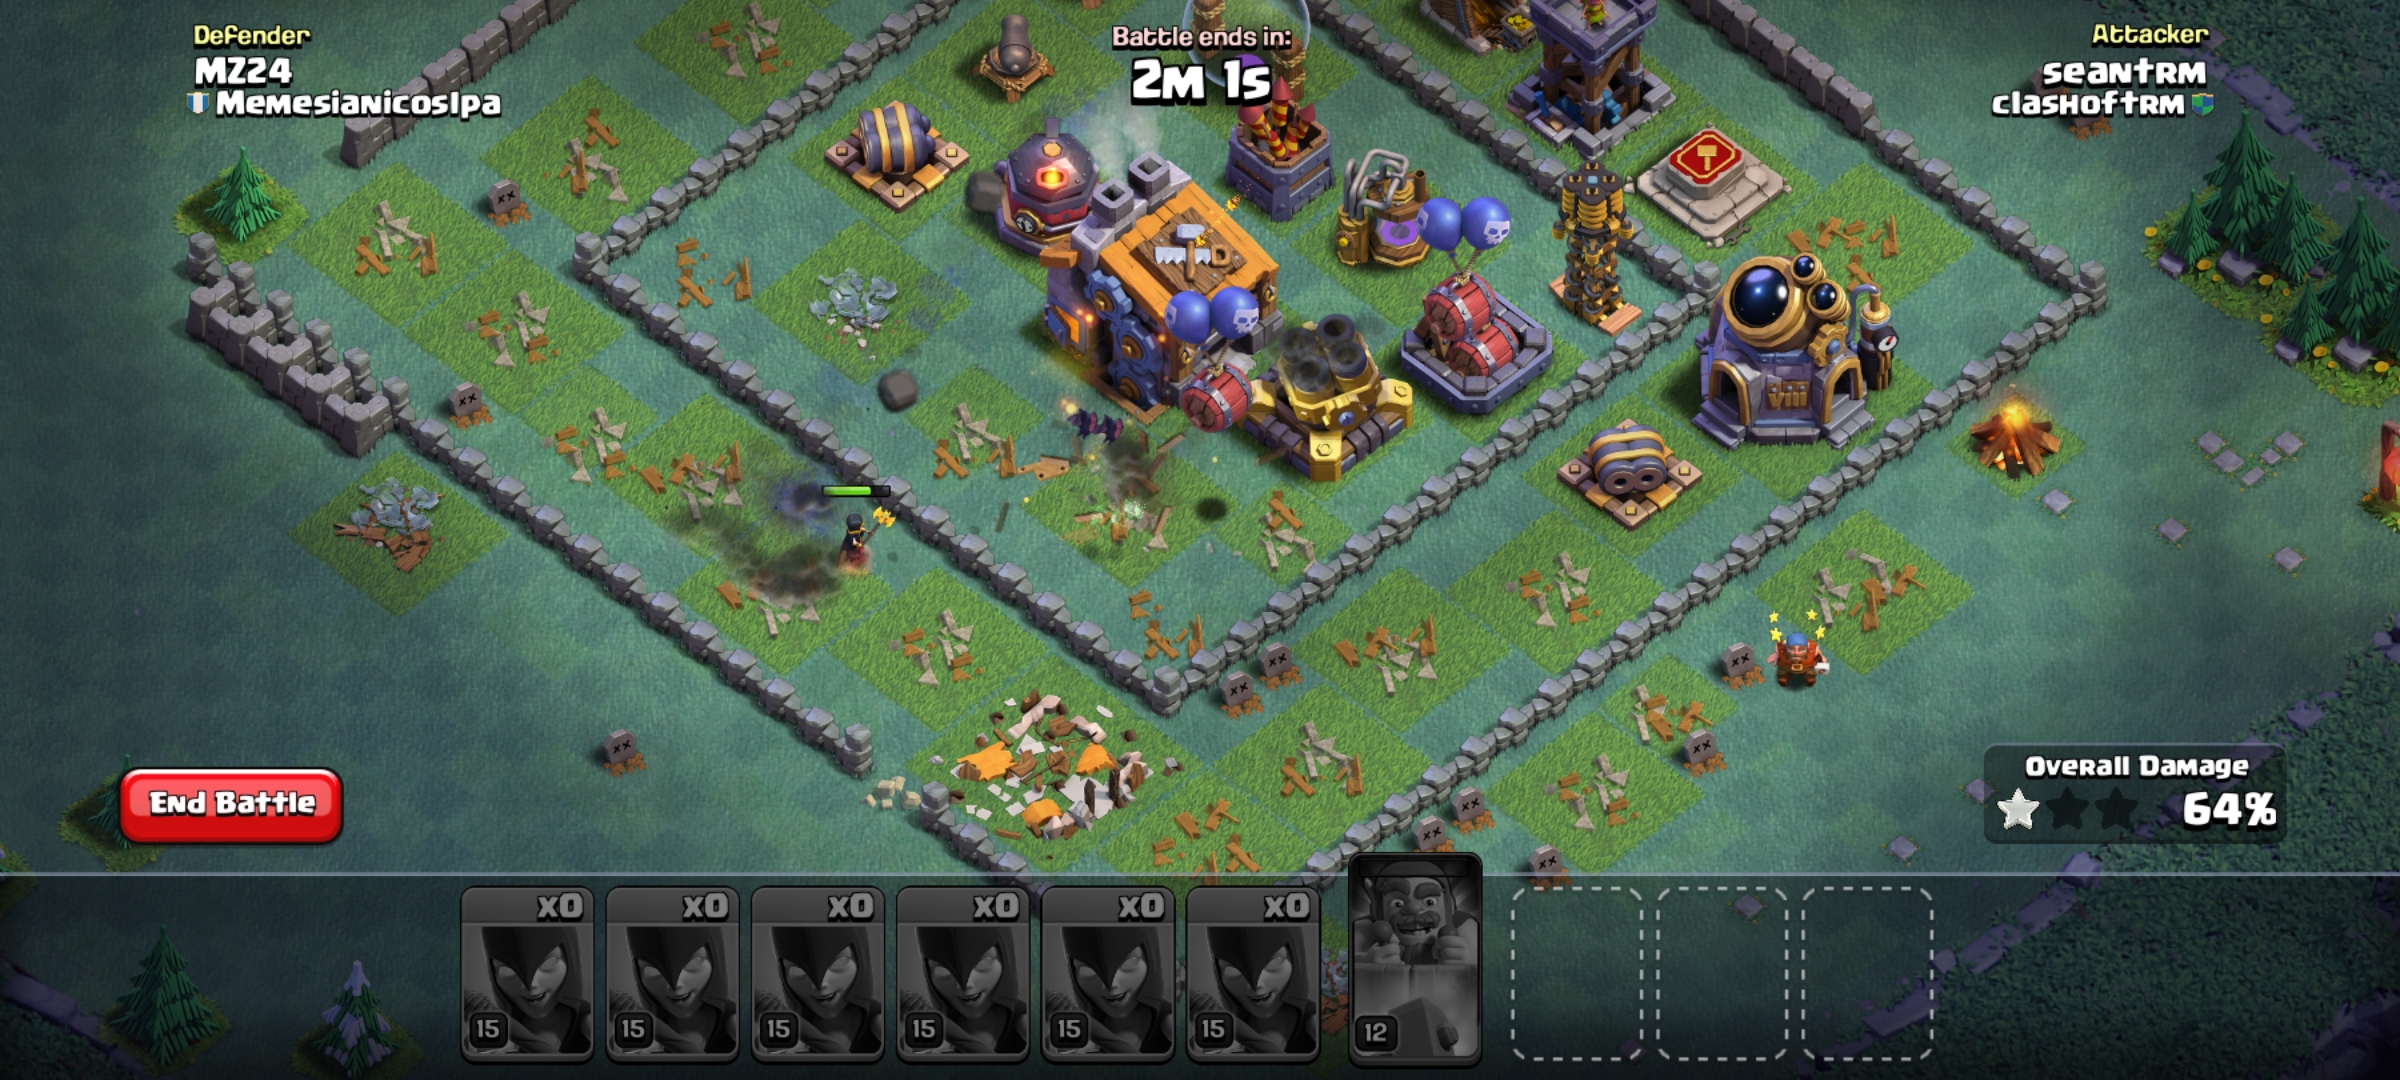 Defender
MZ24
Memesianicoslpa
Battle ends in:
2M 1S
Attacker
seantRM
clashoftRM
VIII
End Battle
Overall Damage
64%
x0
x0
x0
x0
x0
x0
15
15
15
15
15
15
12